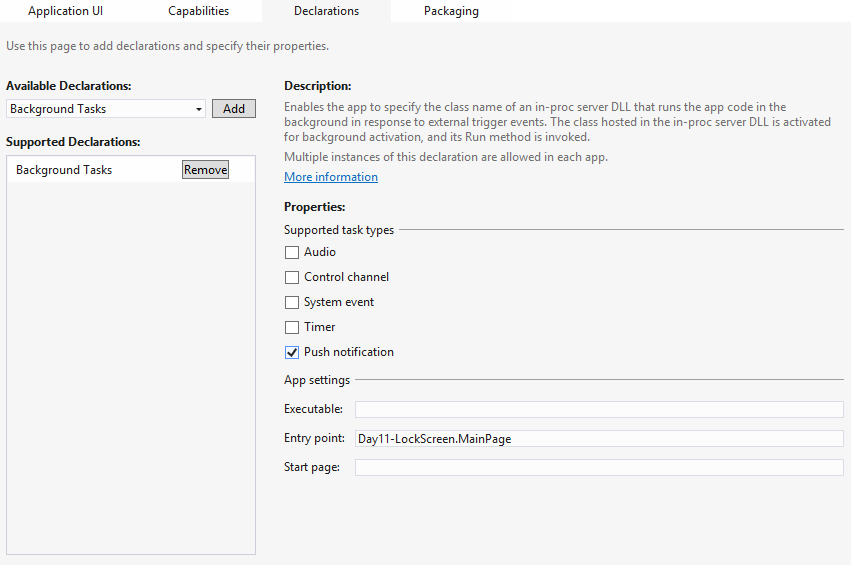 Application UI
Capabilities
Declarations
Packaging
Use this page to add declarations and specify their properties.
Available Declarations:
Background Tasks
Add
Supported Declarations:
Background Tasks
Remove
Description:
Enables the app to specify the class name of an in-proc server DLL that runs the app code in the
background in response to external trigger events. The class hosted in the in-proc server DLL is activated
for background activation, and its Run method is invoked.
Multiple instances of this declaration are allowed in each app.
More information
Properties:
Supported task types
Audio
Control channel
System event
Timer
Push notification
App settings
Executable:
Entry point:
Day11-LockScreen.MainPage
Start page: